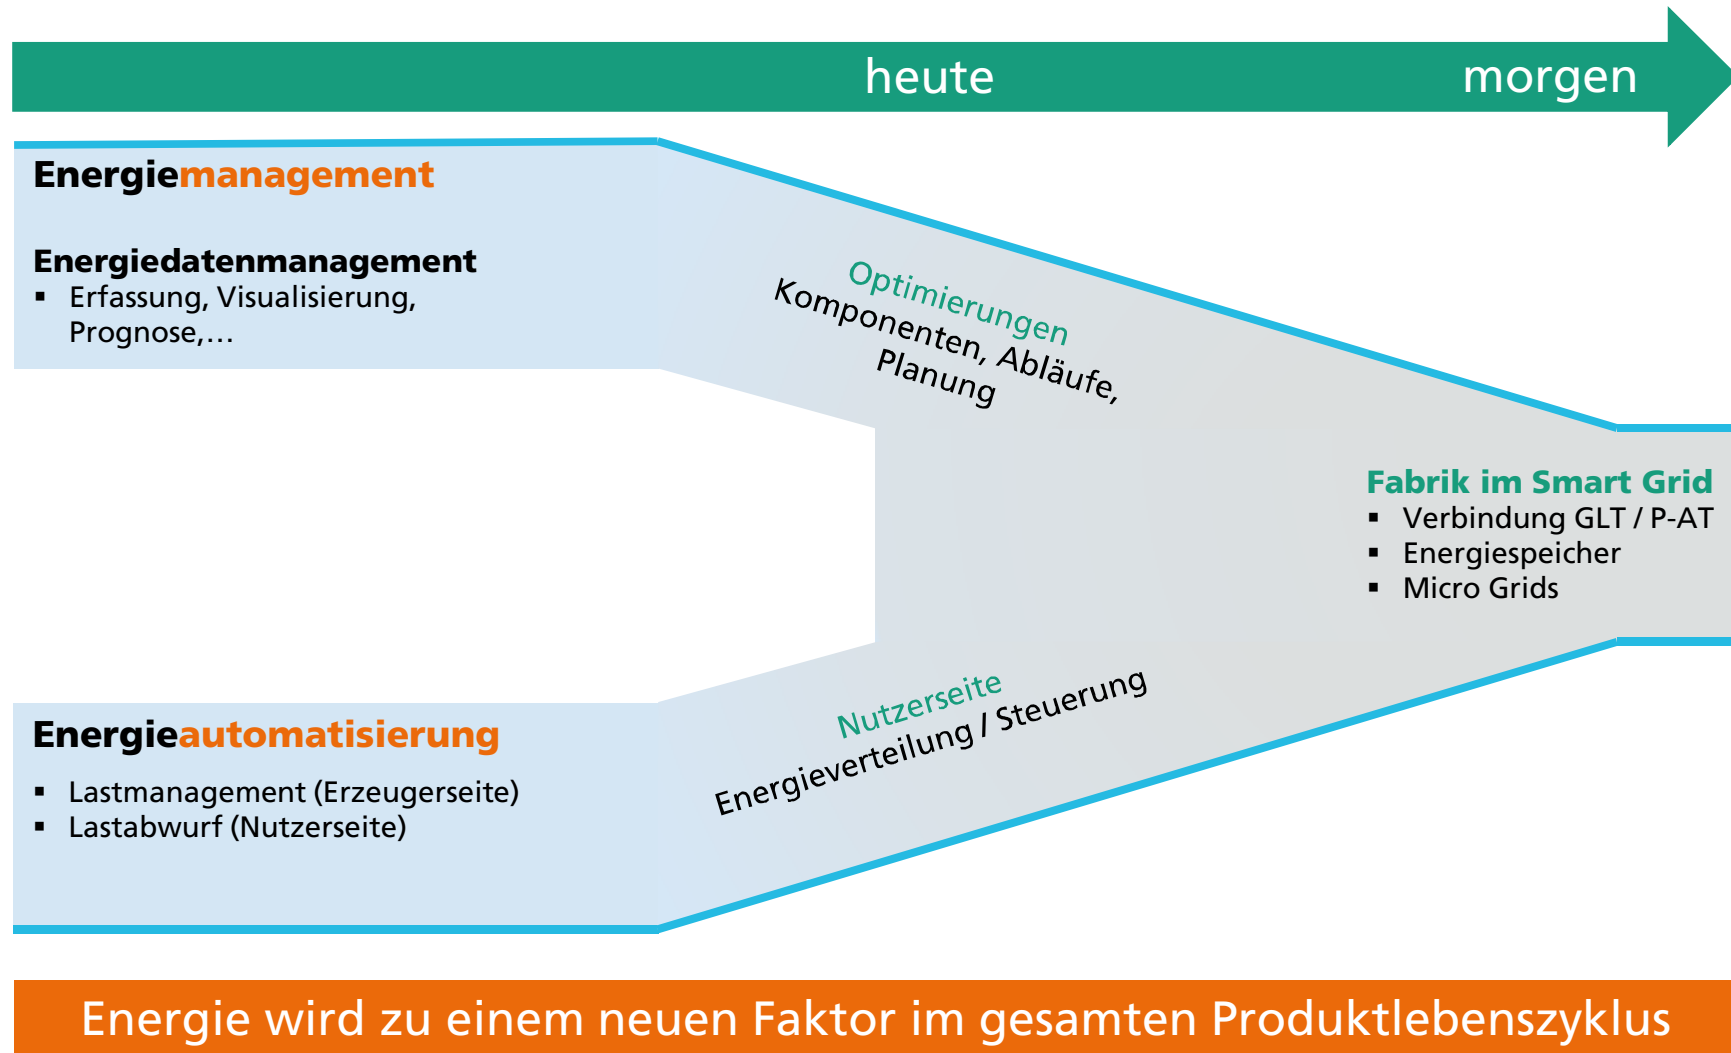 heute
morgen
Energiemanagement
Energiedatenmanagement
▪ Erfassung, Visualisierung,
Prognose,...
Optimierungen
Komponenten, Abläufe,
Planung
Fabrik im Smart Grid
▪ Verbindung GLT / P-AT
▪ Energiespeicher
▪ Micro Grids
Nutzerseite
Energieverteilung / Steuerung
Energieautomatisierung
▪ Lastmanagement (Erzeugerseite)
▪ Lastabwurf (Nutzerseite)
Energie wird zu einem neuen Faktor im gesamten Produktlebenszyklus